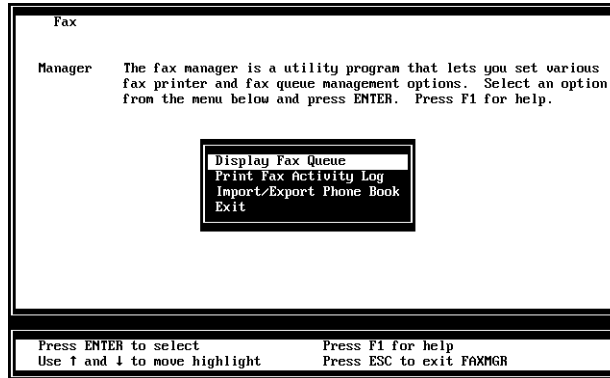 Fax
Manager The fax manager is a utility program that lets you set various
fax printer and fax queue management options. Select an option
from the menu below and press ENTER. Press F1 for help.
Display Fax Queue
Print Fax Activity Log
Import/Export Phone Book
Exit
Press ENTER to select Press F1 for help
Use ↑ and ↓ to move highlight Press ESC to exit FAXMGR